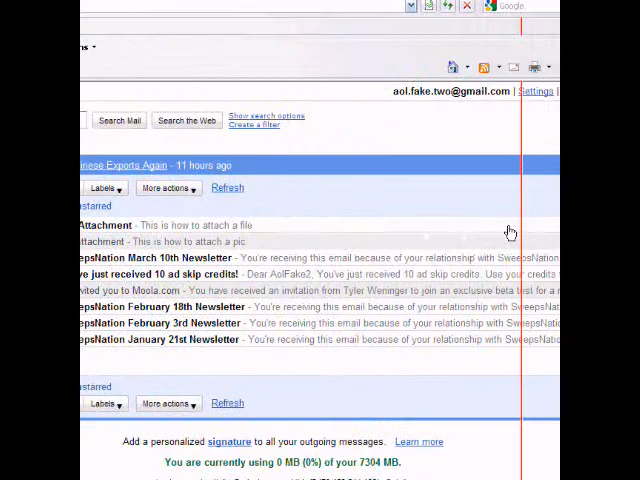 Google
ns
aol.fake.two@gmail.com | Settings |
Search Mail Search the Web Show search options
Create a filter
nese Exports Again - 11 hours ago
Labels More actions Refresh
starred
Attachment - This is how to attach a file
attachment - This is how to attach a pic
epsNation March 10th Newsletter - You're receiving this email because of your relationship with SweepsNation
ve just received 10 ad skip credits! - Dear AolFake2, You've just received 10 ad skip credits. Use your credits
vited you to Moola.com - You have received an invitation from Tyler Weninger to join an exclusive beta test for a
epsNation February 18th Newsletter - You're receiving this email because of your relationship with SweepsN
epsNation February 3rd Newsletter - You're receiving this email because of your relationship with SweepsN
epsNation January 21st Newsletter - You're receiving this email because of your relationship with SweepsN
starred
Labels More actions Refresh
Add a personalized signature to all your outgoing messages. Learn more
You are currently using 0 MB (0%) of your 7304 MB.